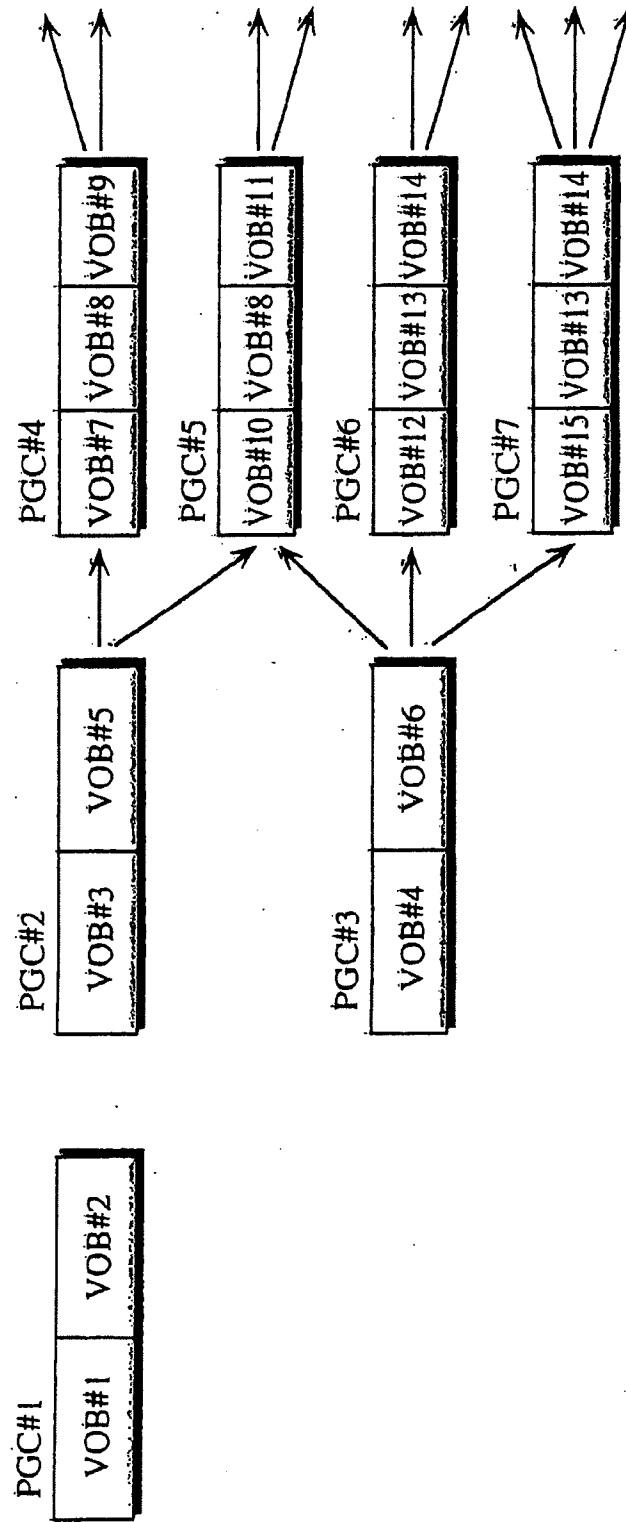 PGC#1
VOB#1 VOB#2
PGC#2
VOB#3 VOB#5
PGC#3
VOB#4 VOB#6
PGC#4
VOB#7 VOB#8 VOB#9
PGC#5
VOB#10 VOB#8 VOB#11
PGC#6
VOB#12 VOB#13 VOB#14
PGC#7
VOB#15 VOB#13 VOB#14